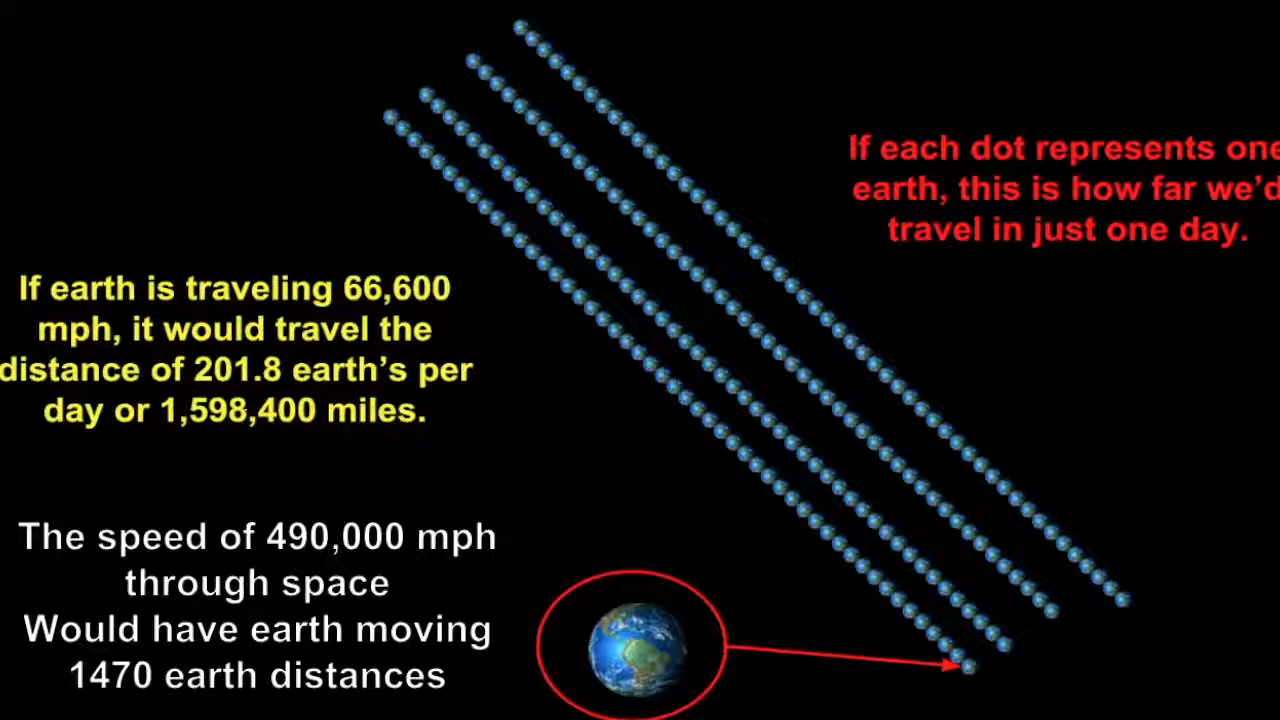 If each dot represents one
earth, this is how far we'd
travel in just one day.
If earth is traveling 66,600
mph, it would travel the
distance of 201.8 earth's per
day or 1,598,400 miles.
The speed of 490,000 mph
through space
Would have earth moving
1470 earth distances